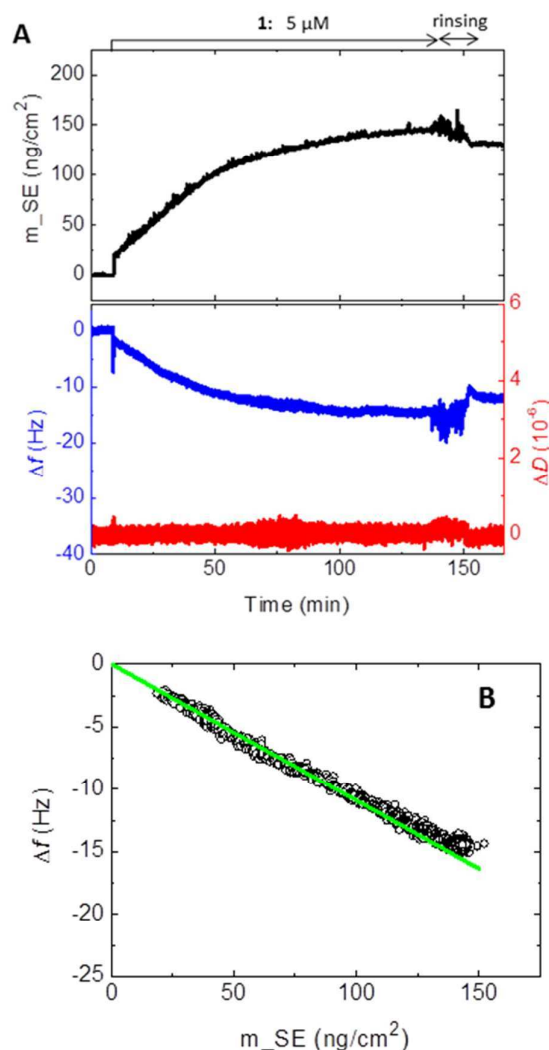 A
1: 5 µM
rinsing
m_SE (ng/cm²)
200
150
100
50
0
Δf (Hz)
0
-10
-20
-30
-40
ΔD (10⁻⁶)
6
4
2
0
0 50 100 150
Time (min)
B
Δf (Hz)
0
-5
-10
-15
-20
-25
0 50 100 150
m_SE (ng/cm²)